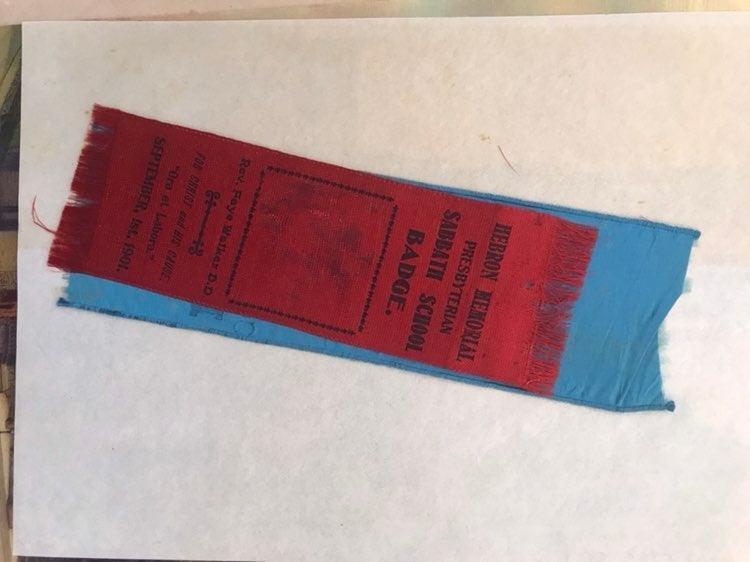 HEBRON MEMORIAL
PRESBYTERIAN
SABBATH SCHOOL
BADGE.
Rev. Faye Walker D.D.
FOR CHRIST and HIS CAUSE.
"Ora et Labora"
SEPTEMBER, 1st, 1901.